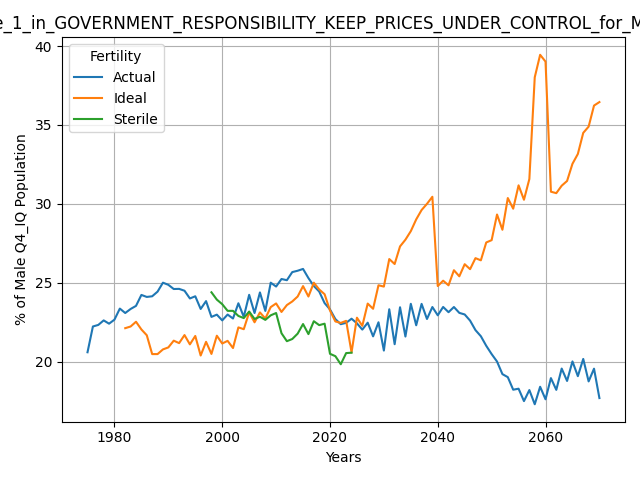 e_1_in_GOVERNMENT_RESPONSIBILITY_KEEP_PRICES_UNDER_CONTROL_for_M
Fertility
Actual
Ideal
Sterile
% of Male Q4_IQ Population
40
35
30
25
20
1980 2000 2020 2040 2060
Years